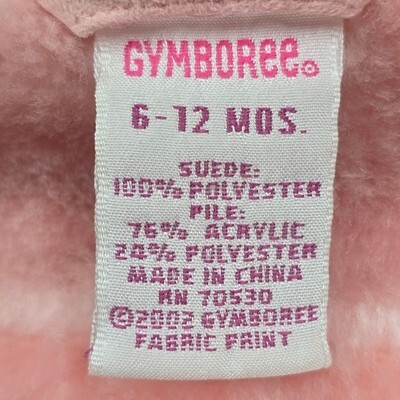 GYMBOREE®
6-12 MOS.
SUEDE:
100% POLYESTER
PILE:
76% ACRYLIC
24% POLYESTER
MADE IN CHINA
RN 70530
©2002 GYMBOREE
FABRIC PRINT